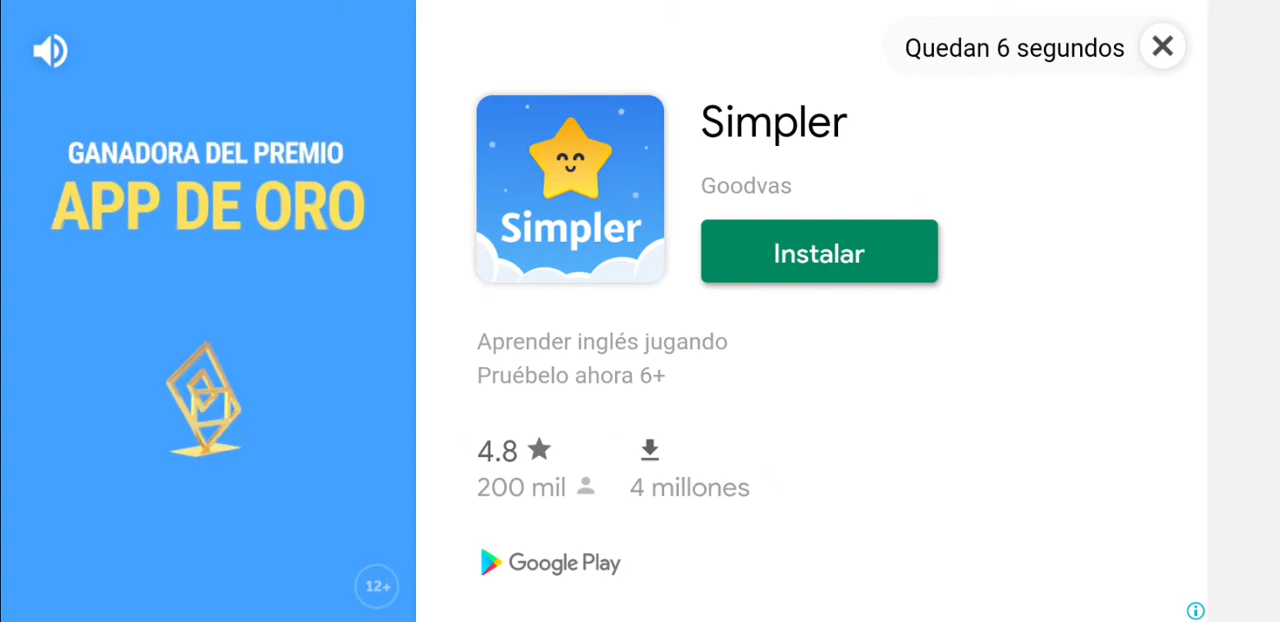 GANADORA DEL PREMIO
APP DE ORO
12+
Quedan 6 segundos
Simpler
Simpler
Goodvas
Instalar
Aprender inglés jugando
Pruébelo ahora 6+
4.8
200 mil
4 millones
Google Play